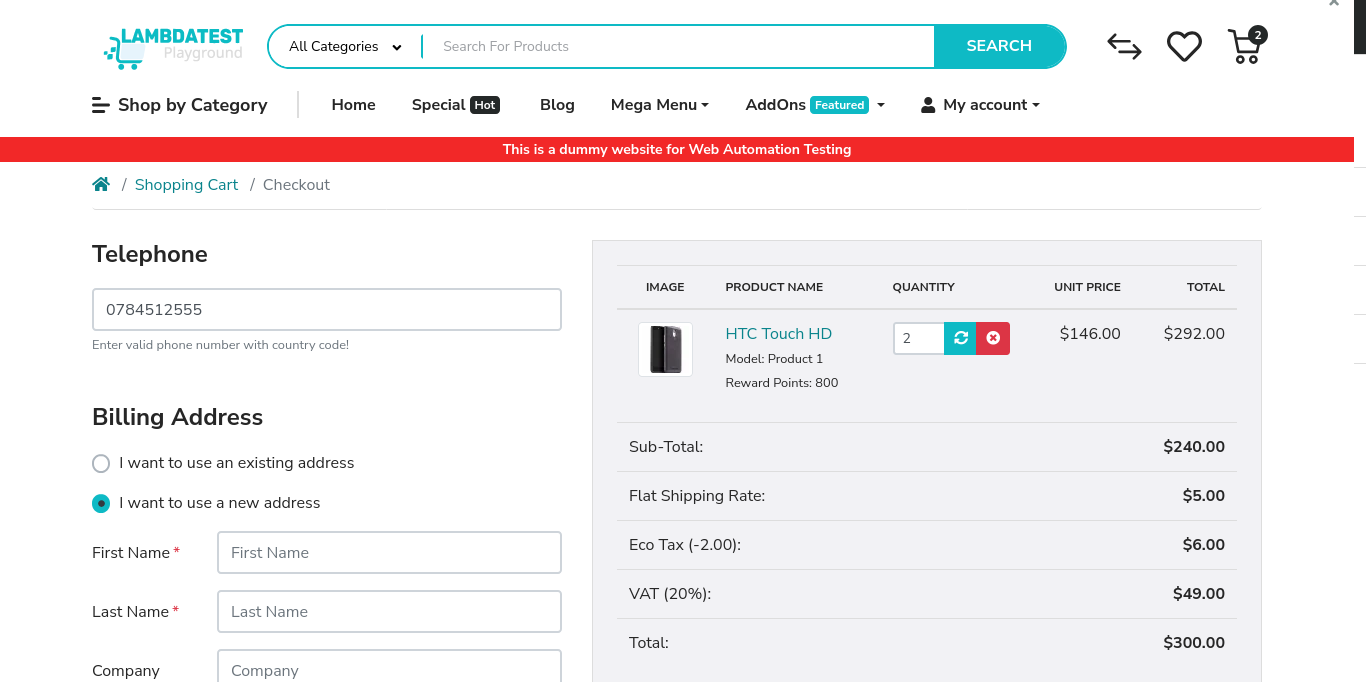 LAMBDATEST
Playground
All Categories
Search For Products
SEARCH
2
Shop by Category
Home
Special Hot
Blog
Mega Menu
AddOns Featured
My account
This is a dummy website for Web Automation Testing
/ Shopping Cart / Checkout
Telephone
0784512555
Enter valid phone number with country code!
Billing Address
I want to use an existing address
I want to use a new address
First Name *
First Name
Last Name *
Last Name
Company
Company
IMAGE PRODUCT NAME QUANTITY UNIT PRICE TOTAL
HTC Touch HD 2 $146.00 $292.00
Model: Product 1
Reward Points: 800
Sub-Total: $240.00
Flat Shipping Rate: $5.00
Eco Tax (-2.00): $6.00
VAT (20%): $49.00
Total: $300.00